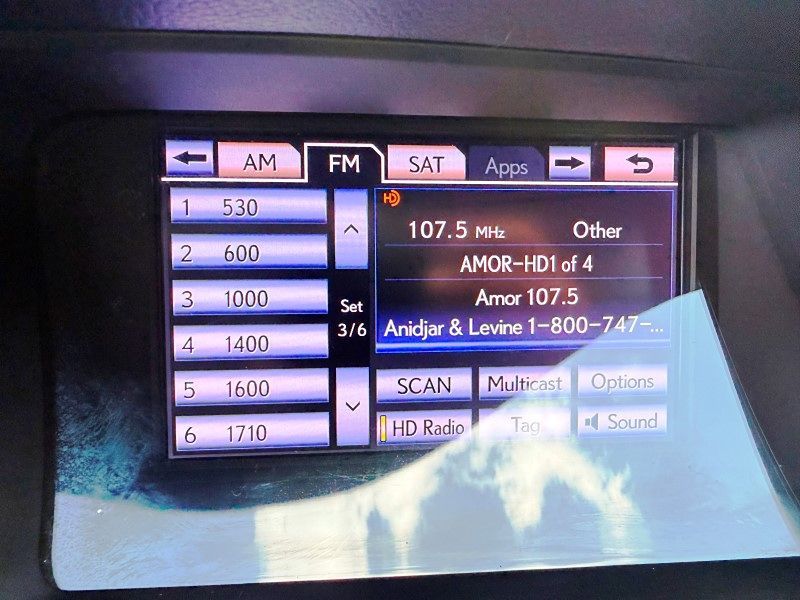 AM
FM
SAT
Apps
1 530
2 600
3 1000
4 1400
5 1600
6 1710
Set
3/6
HD
107.5 MHz Other
AMOR-HD1 of 4
Amor 107.5
Anidjar & Levine 1-800-747-...
SCAN Multicast Options
HD Radio Tag Sound